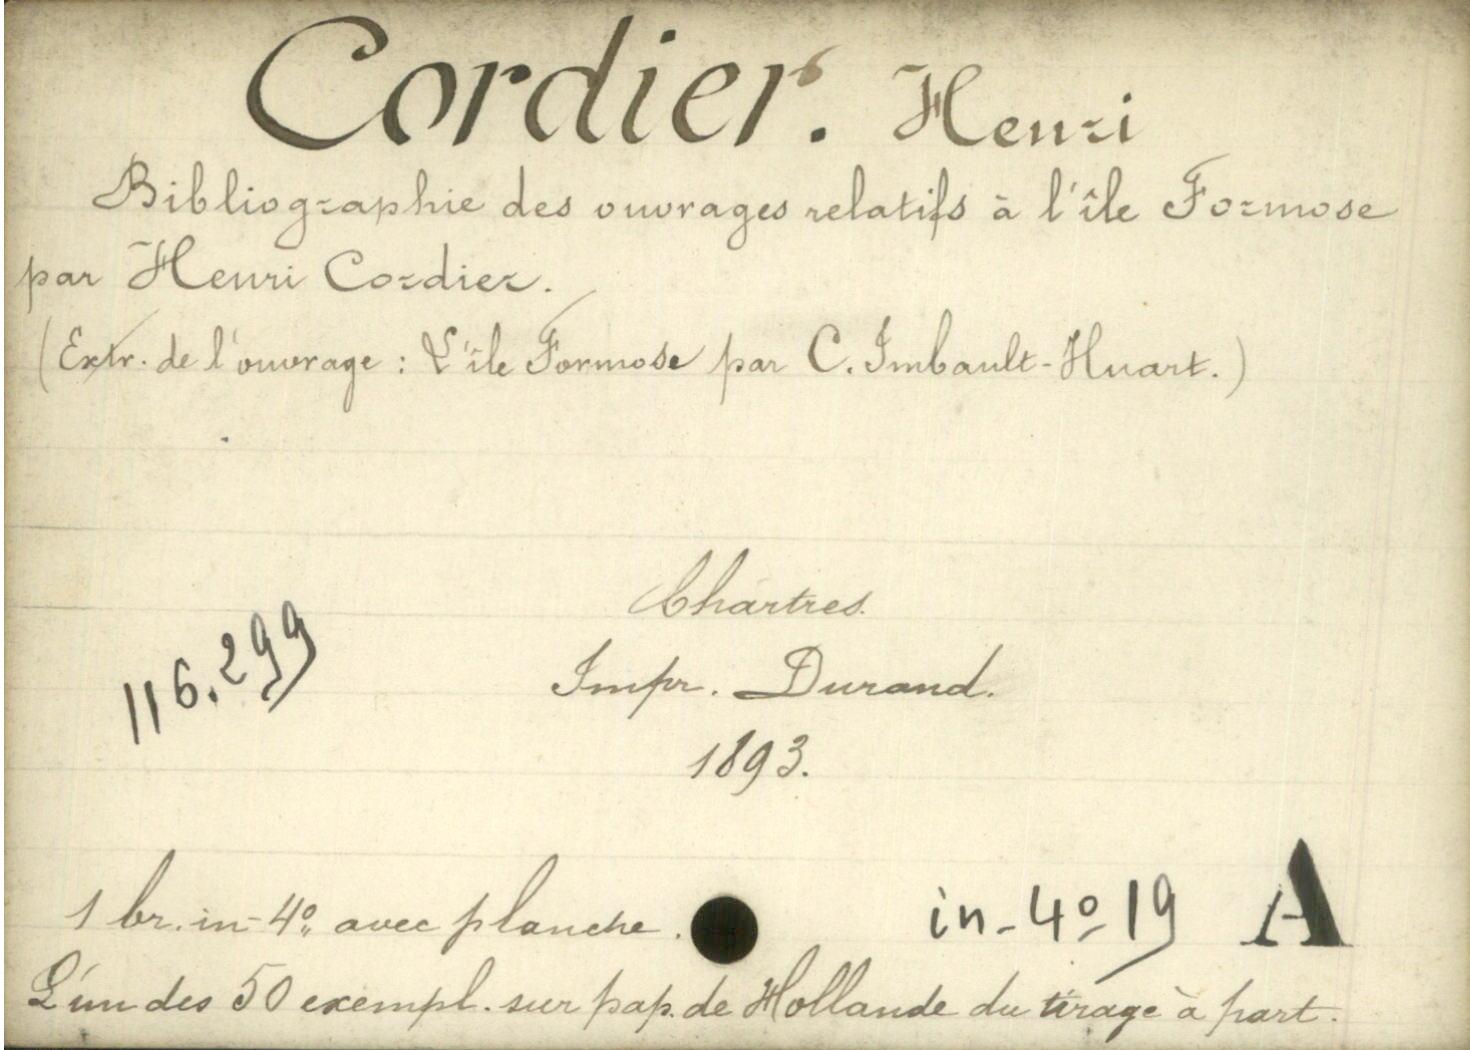 Cordier. Henri
Bibliographie des ouvrages relatifs à l'île Formose
par Henri Cordier.
(Extr. de l'ouvrage : L'île Formose par C. Imbault-Huart.)
Chartres.
116.299
Impr. Durand.
1893.
1 br. in-4º, avec planche.
in-4º 19 A
L'un des 50 exempl. sur pap. de Hollande du tirage à part.